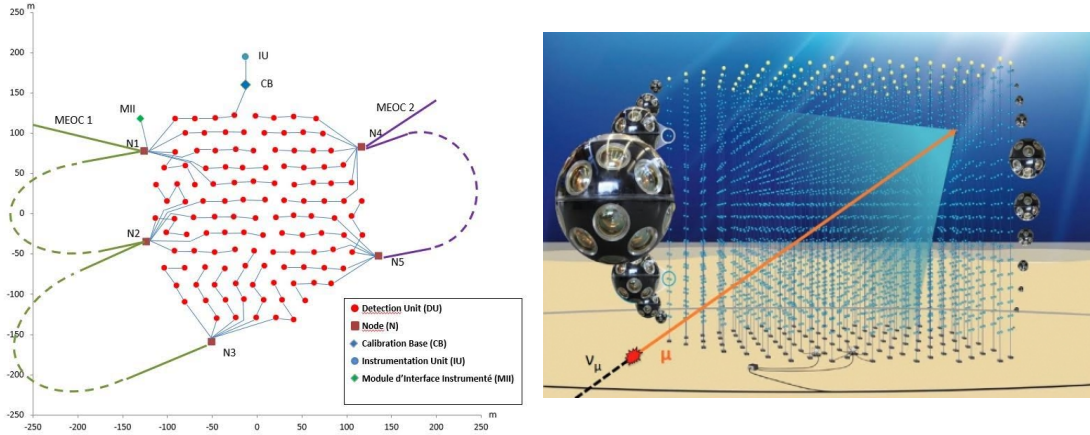 m
250
200
150
100
50
0
-50
-100
-150
-200
-250
-250 -200 -150 -100 -50 0 50 100 150 200 250
m
IU
CB
MII
MEOC 1
MEOC 2
N1
N4
N2
N5
N3
Detection Unit (DU)
Node (N)
Calibration Base (CB)
Instrumentation Unit (IU)
Module d'Interface Instrumenté (MII)
νμ
μ